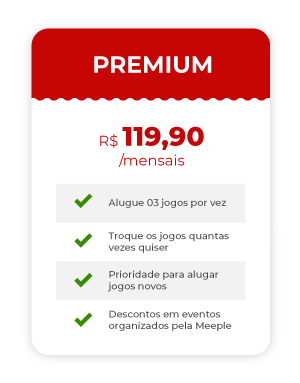 PREMIUM
R$ 119,90
/mensais
Alugue 03 jogos por vez
Troque os jogos quantas
vezes quiser
Prioridade para alugar
jogos novos
Descontos em eventos
organizados pela Meeple